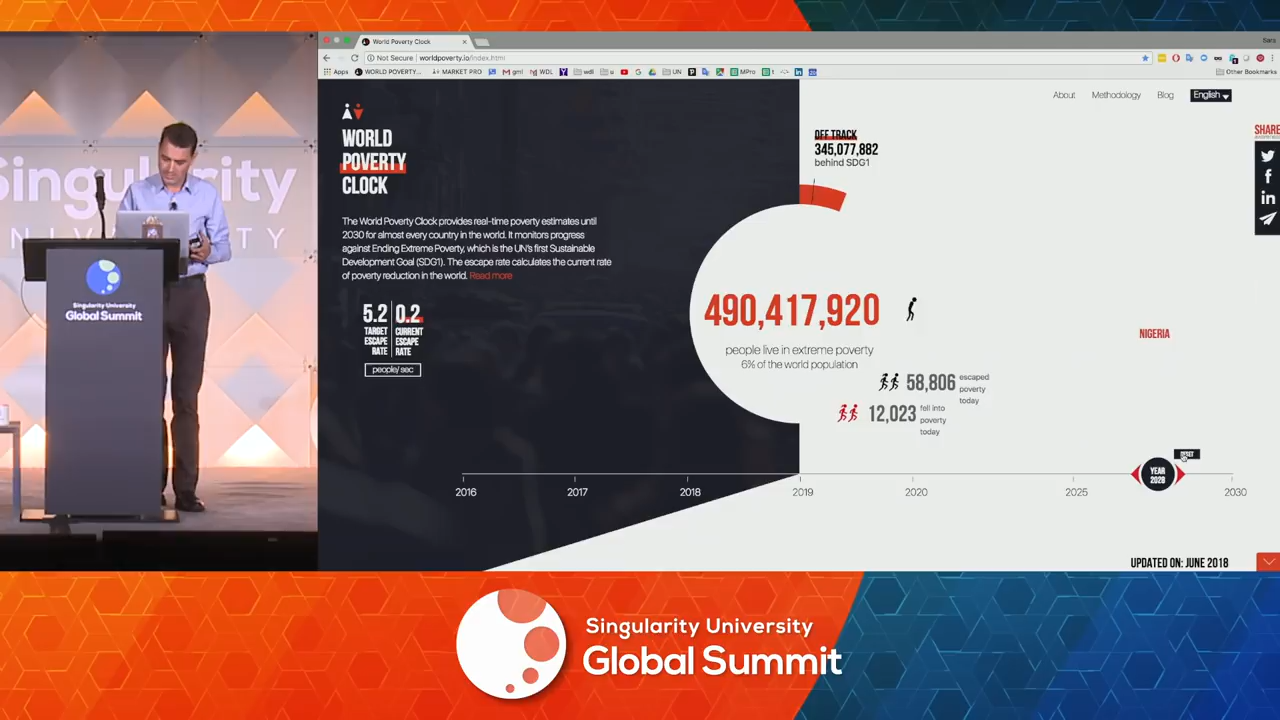 Singularity
UNIVERSITY
Singularity University
Global Summit
World Poverty Clock
Sara
Not Secure
worldpoverty.io/index.html
Apps
WORLD POVERTY...
MARKET PRO
gml
WDL
wdl
u
UN
MPro
t
Other Bookmarks
About
Methodology
Blog
English
SHARE
WORLD
POVERTY
CLOCK
The World Poverty Clock provides real-time poverty estimates until
2030 for almost every country in the world. It monitors progress
against Ending Extreme Poverty, which is the UN's first Sustainable
Development Goal (SDG1). The escape rate calculates the current rate
of poverty reduction in the world. Read more
5.2
TARGET
ESCAPE
RATE
0.2
CURRENT
ESCAPE
RATE
people/sec
OFF TRACK
345,077,882
behind SDG1
490,417,920
people live in extreme poverty
6% of the world population
58,806
escaped
poverty
today
12,023
fell into
poverty
today
NIGERIA
RESET
YEAR
2028
2016
2017
2018
2019
2020
2025
2030
UPDATED ON: JUNE 2018
Singularity University
Global Summit